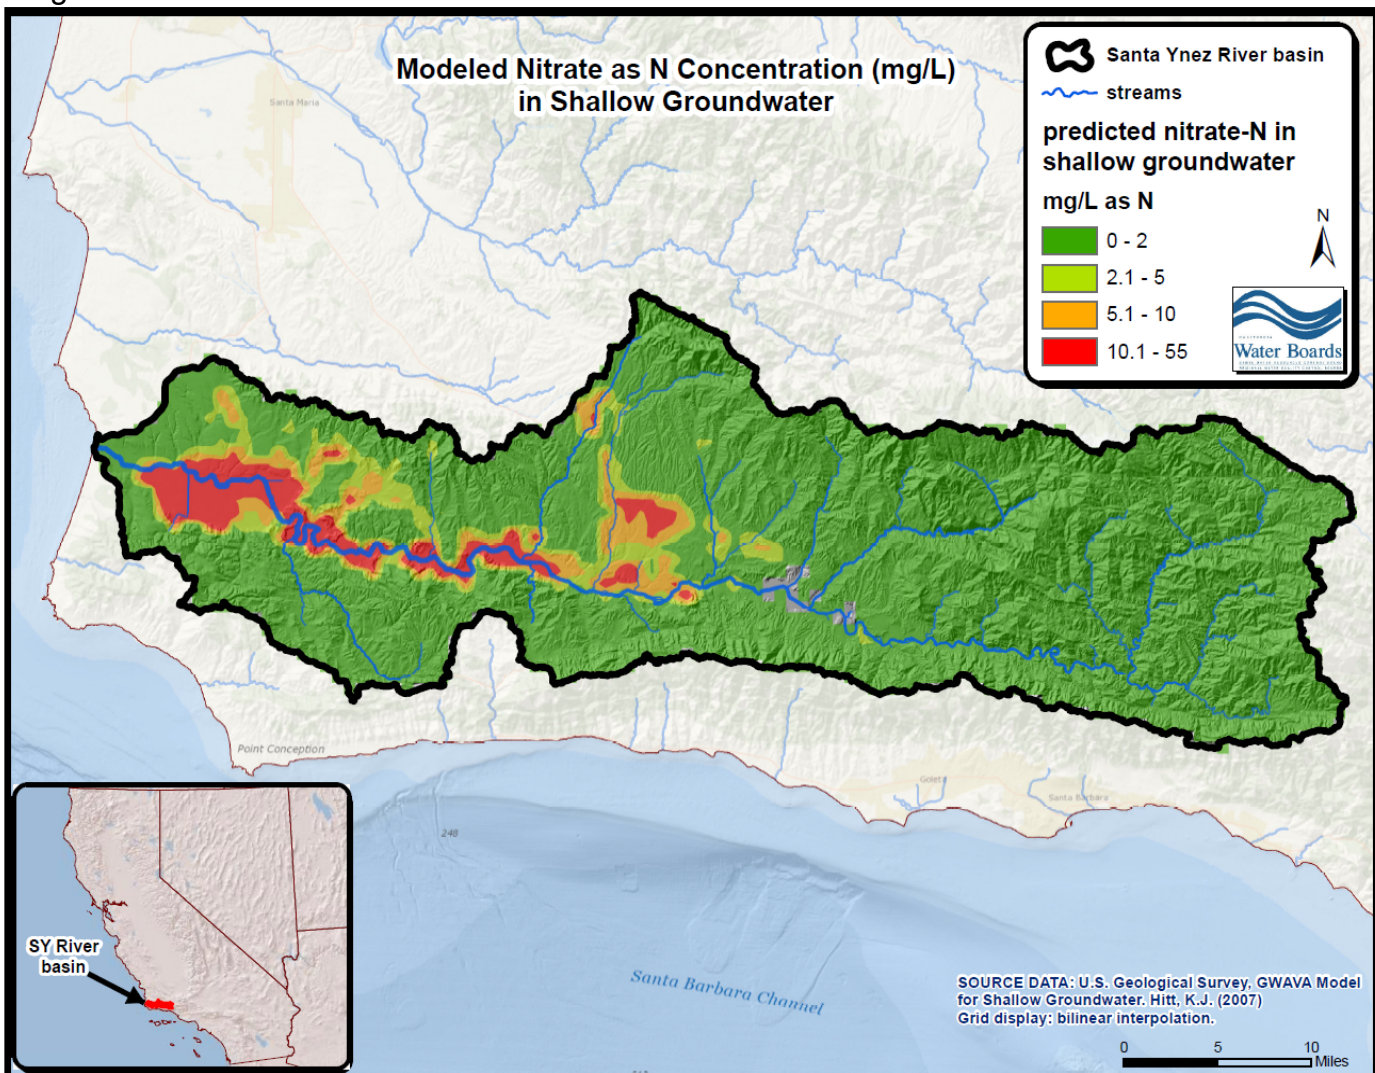 Modeled Nitrate as N Concentration (mg/L)
in Shallow Groundwater
Santa Ynez River basin
streams
predicted nitrate-N in
shallow groundwater
mg/L as N
0 - 2
2.1 - 5
5.1 - 10
10.1 - 55
N
CALIFORNIA
Water Boards
Santa Maria
Point Conception
Goleta
Santa Barbara
248
Santa Barbara Channel
SY River
basin
SOURCE DATA: U.S. Geological Survey, GWAVA Model
for Shallow Groundwater. Hitt, K.J. (2007)
Grid display: bilinear interpolation.
0 5 10
Miles